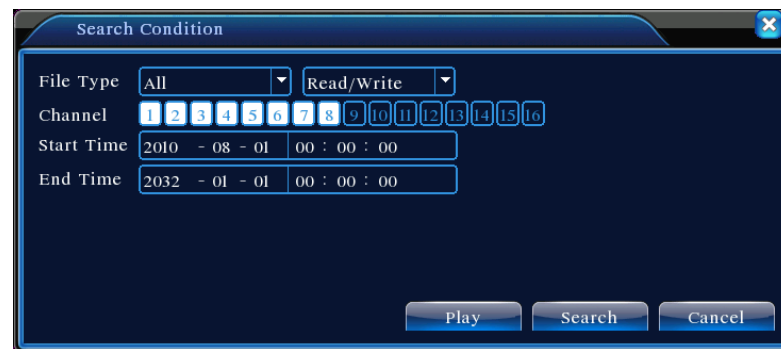 Search Condition
File Type All Read/Write
Channel 1 2 3 4 5 6 7 8 9 10 11 12 13 14 15 16
Start Time 2010 - 08 - 01 00 : 00 : 00
End Time 2032 - 01 - 01 00 : 00 : 00
Play Search Cancel